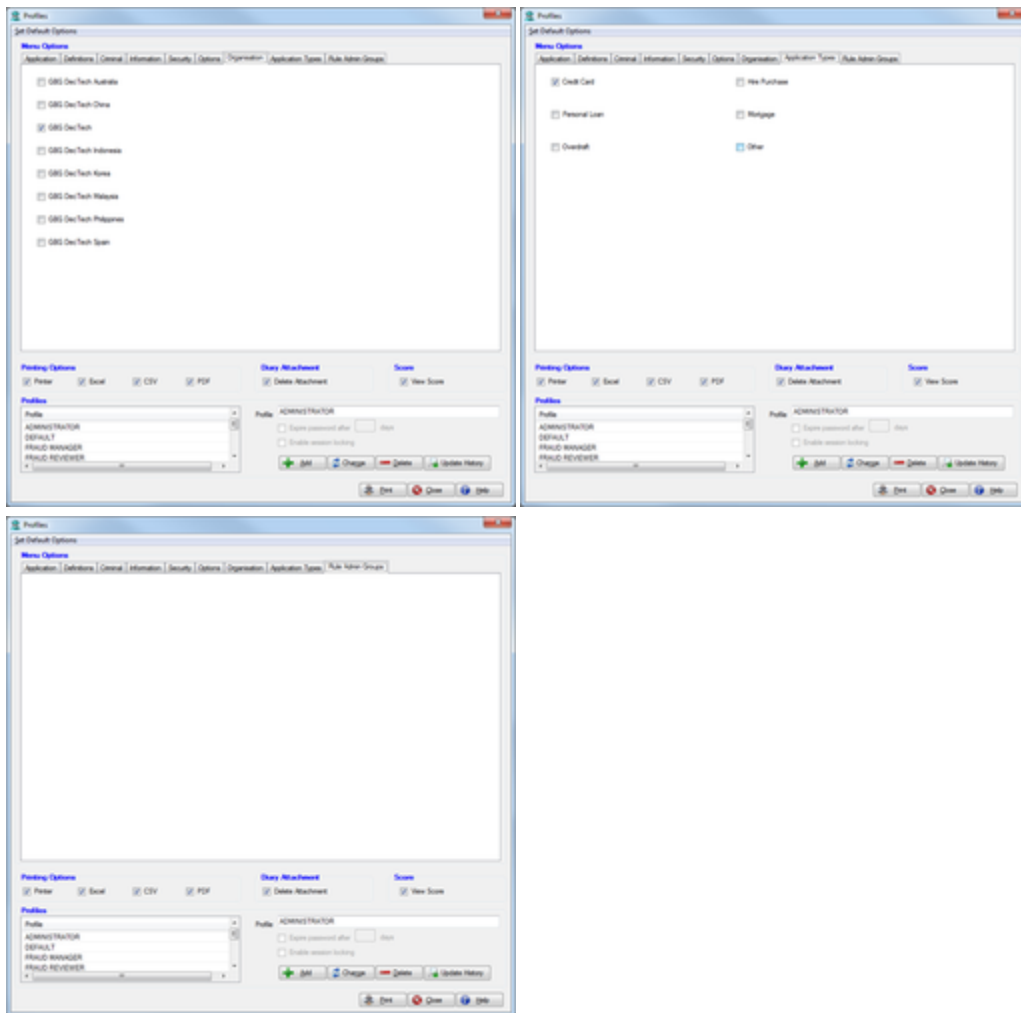 Profiles
Set Default Options
Menu Options
Application Definitions Criminal Information Security Options Organisation Application Types Rule Admin Groups
GBG DecTech Australia
GBG DecTech China
GBG DecTech
GBG DecTech Indonesia
GBG DecTech Korea
GBG DecTech Malaysia
GBG DecTech Philippines
GBG DecTech Spain
Printing Options Diary Attachment Score
Printer Excel CSV PDF Delete Attachment View Score
Profiles
Profile
ADMINISTRATOR
DEFAULT
FRAUD MANAGER
FRAUD REVIEWER
Profile ADMINISTRATOR
Expire password after days
Enable session locking
Add Change Delete Update History
Print Close Help
Profiles
Set Default Options
Menu Options
Application Definitions Criminal Information Security Options Organisation Application Types Rule Admin Groups
Credit Card Hire Purchase
Personal Loan Mortgage
Overdraft Other
Printing Options Diary Attachment Score
Printer Excel CSV PDF Delete Attachment View Score
Profiles
Profile
ADMINISTRATOR
DEFAULT
FRAUD MANAGER
FRAUD REVIEWER
Profile ADMINISTRATOR
Expire password after days
Enable session locking
Add Change Delete Update History
Print Close Help
Profiles
Set Default Options
Menu Options
Application Definitions Criminal Information Security Options Organisation Application Types Rule Admin Groups
Printing Options Diary Attachment Score
Printer Excel CSV PDF Delete Attachment View Score
Profiles
Profile
ADMINISTRATOR
DEFAULT
FRAUD MANAGER
FRAUD REVIEWER
Profile ADMINISTRATOR
Expire password after days
Enable session locking
Add Change Delete Update History
Print Close Help